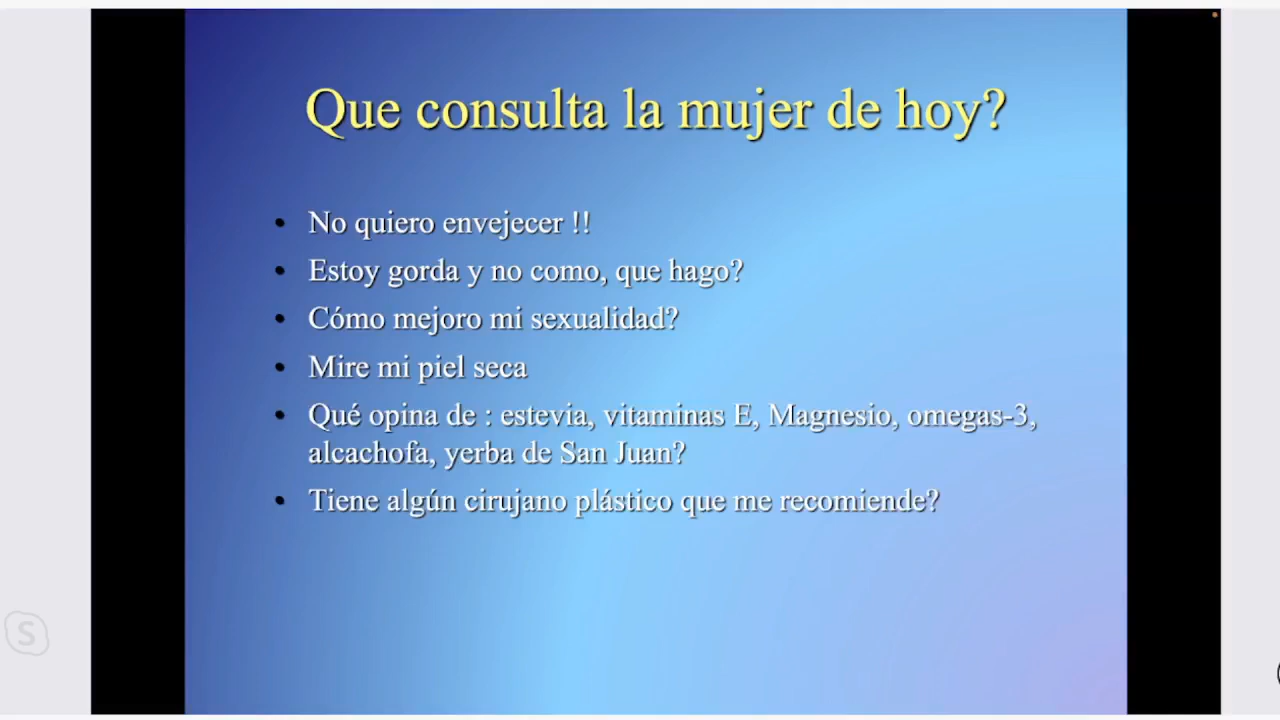 Que consulta la mujer de hoy?
• No quiero envejecer !!
• Estoy gorda y no como, que hago?
• Cómo mejoro mi sexualidad?
• Mire mi piel seca
• Qué opina de : estevia, vitaminas E, Magnesio, omegas-3,
alcachofa, yerba de San Juan?
• Tiene algún cirujano plástico que me recomiende?
S